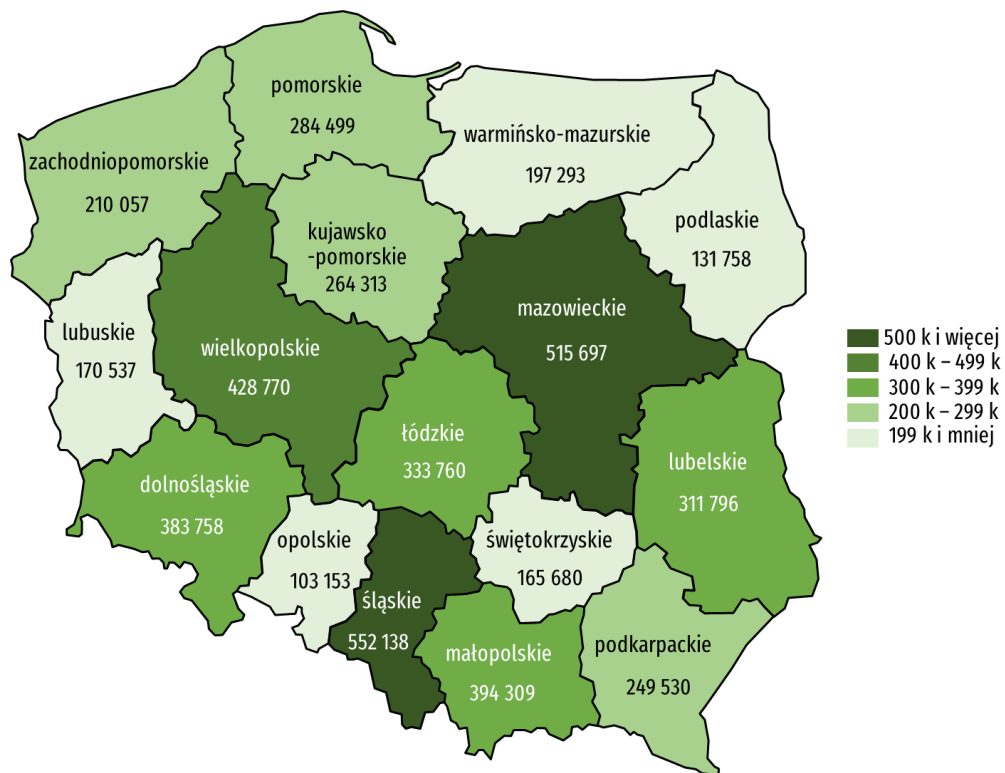 pomorskie
284 499
warmińsko-mazurskie
197 293
zachodniopomorskie
210 057
podlaskie
131 758
kujawsko
-pomorskie
264 313
mazowieckie
515 697
lubuskie
170 537
wielkopolskie
428 770
łódzkie
333 760
lubelskie
311 796
dolnośląskie
383 758
opolskie
103 153
świętokrzyskie
165 680
śląskie
552 138
małopolskie
394 309
podkarpackie
249 530
500 k i więcej
400 k – 499 k
300 k – 399 k
200 k – 299 k
199 k i mniej